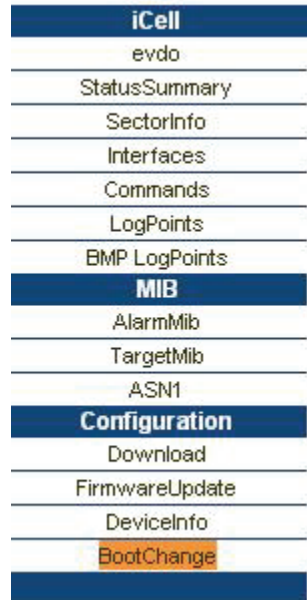 iCell
evdo
StatusSummary
SectorInfo
Interfaces
Commands
LogPoints
BMP LogPoints
MIB
AlarmMib
TargetMib
ASN1
Configuration
Download
FirmwareUpdate
DeviceInfo
BootChange